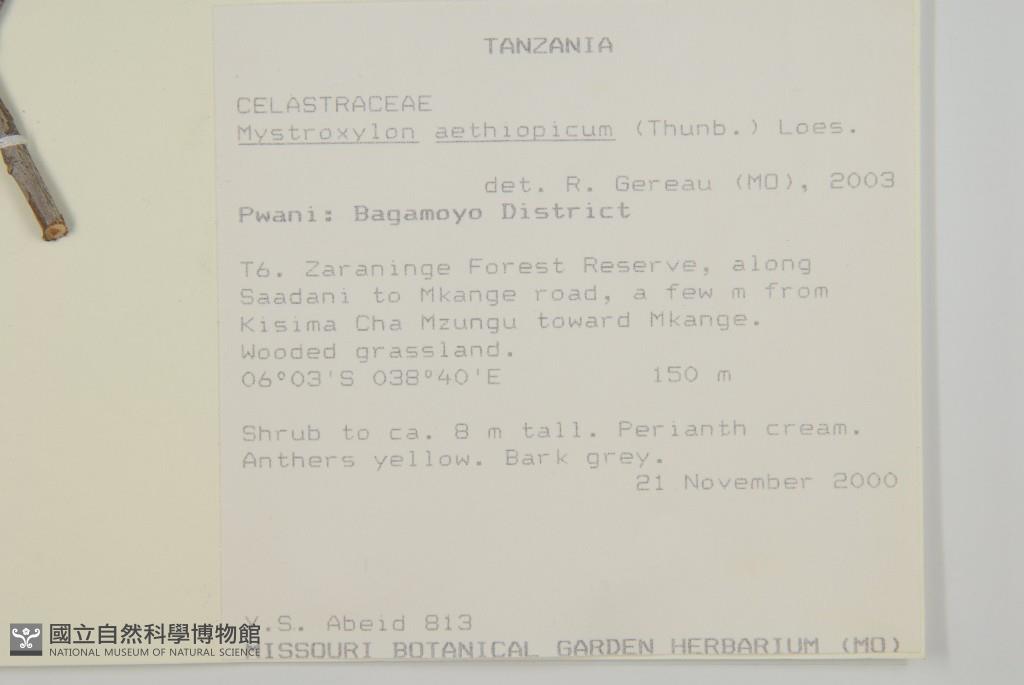 TANZANIA
CELASTRACEAE
Mystroxylon aethiopicum (Thunb.) Loes.
det. R. Gereau (MO), 2003
Pwani: Bagamoyo District
T6. Zaraninge Forest Reserve, along
Saadani to Mkange road, a few m from
Kisima Cha Mzungu toward Mkange.
Wooded grassland.
06°03'S 038°40'E 150 m
Shrub to ca. 8 m tall. Perianth cream.
Anthers yellow. Bark grey.
21 November 2000
Y.S. Abeid 813
MISSOURI BOTANICAL GARDEN HERBARIUM (MO)
國立自然科學博物館
NATIONAL MUSEUM OF NATURAL SCIENCE